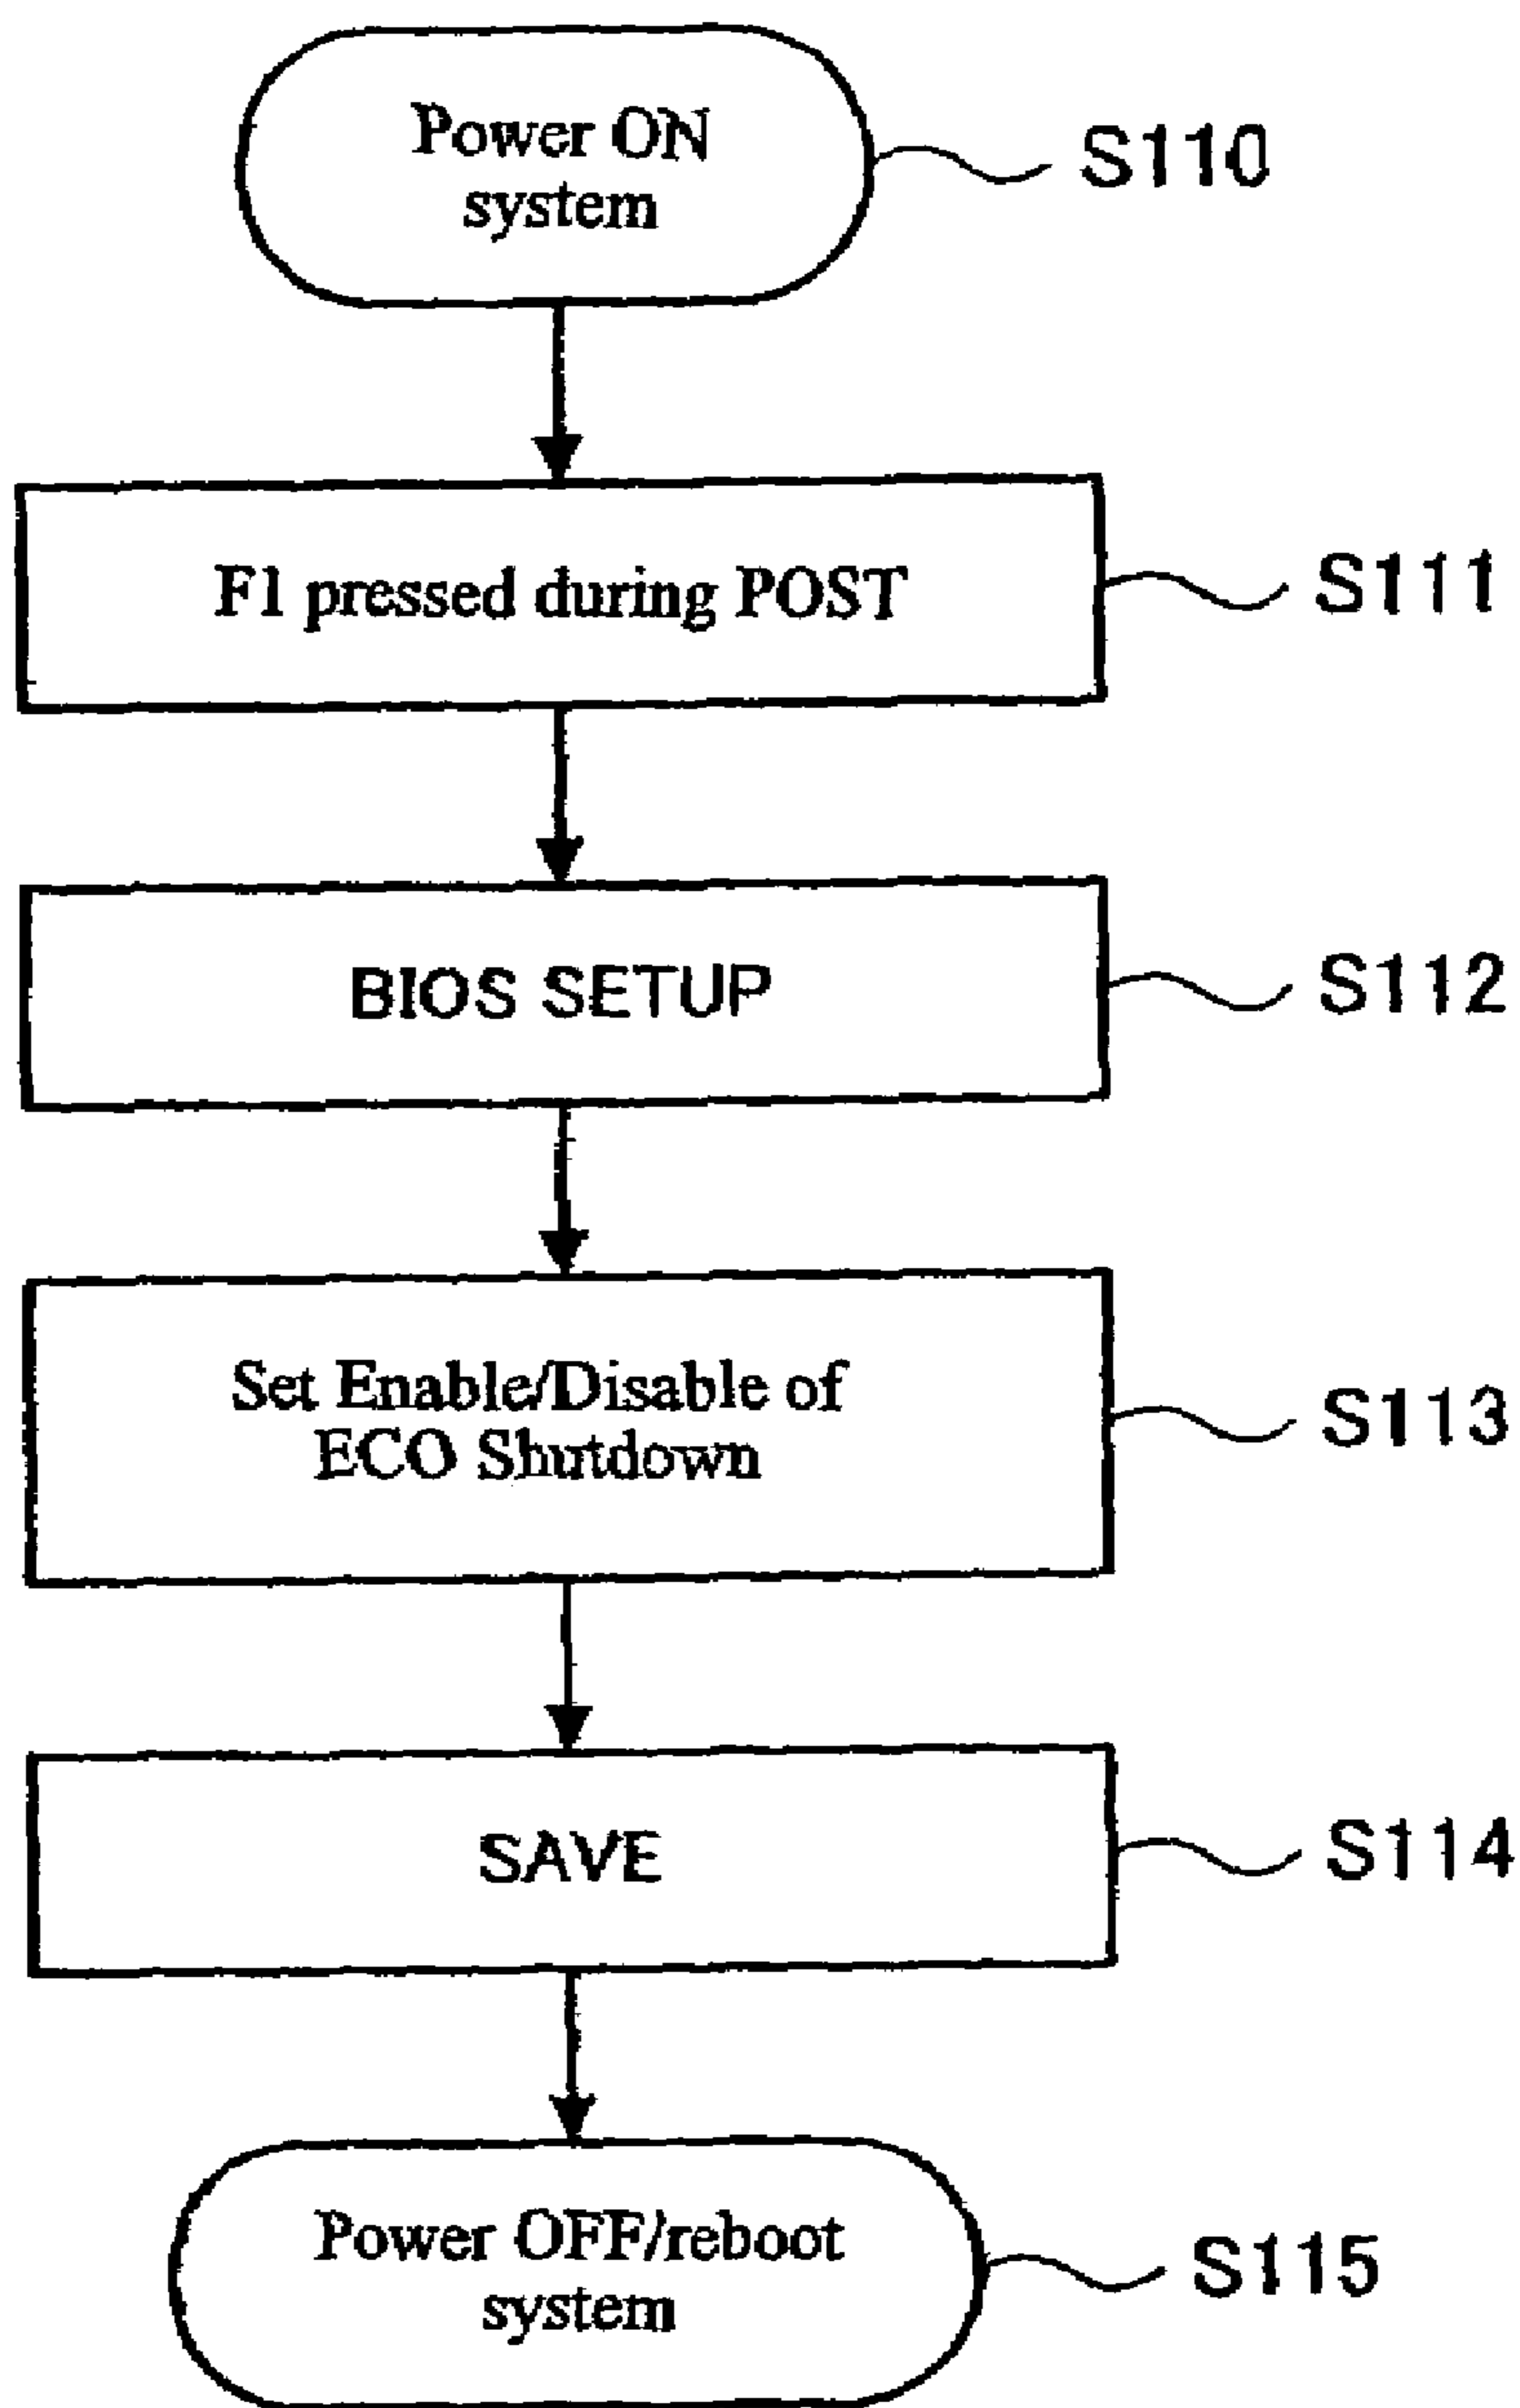 Power ON
system
S110
F1 pressed during POST
S111
BIOS SETUP
S112
Set Enable/Disable of
ECO Shutdown
S113
SAVE
S114
Power OFF/reboot
system
S115